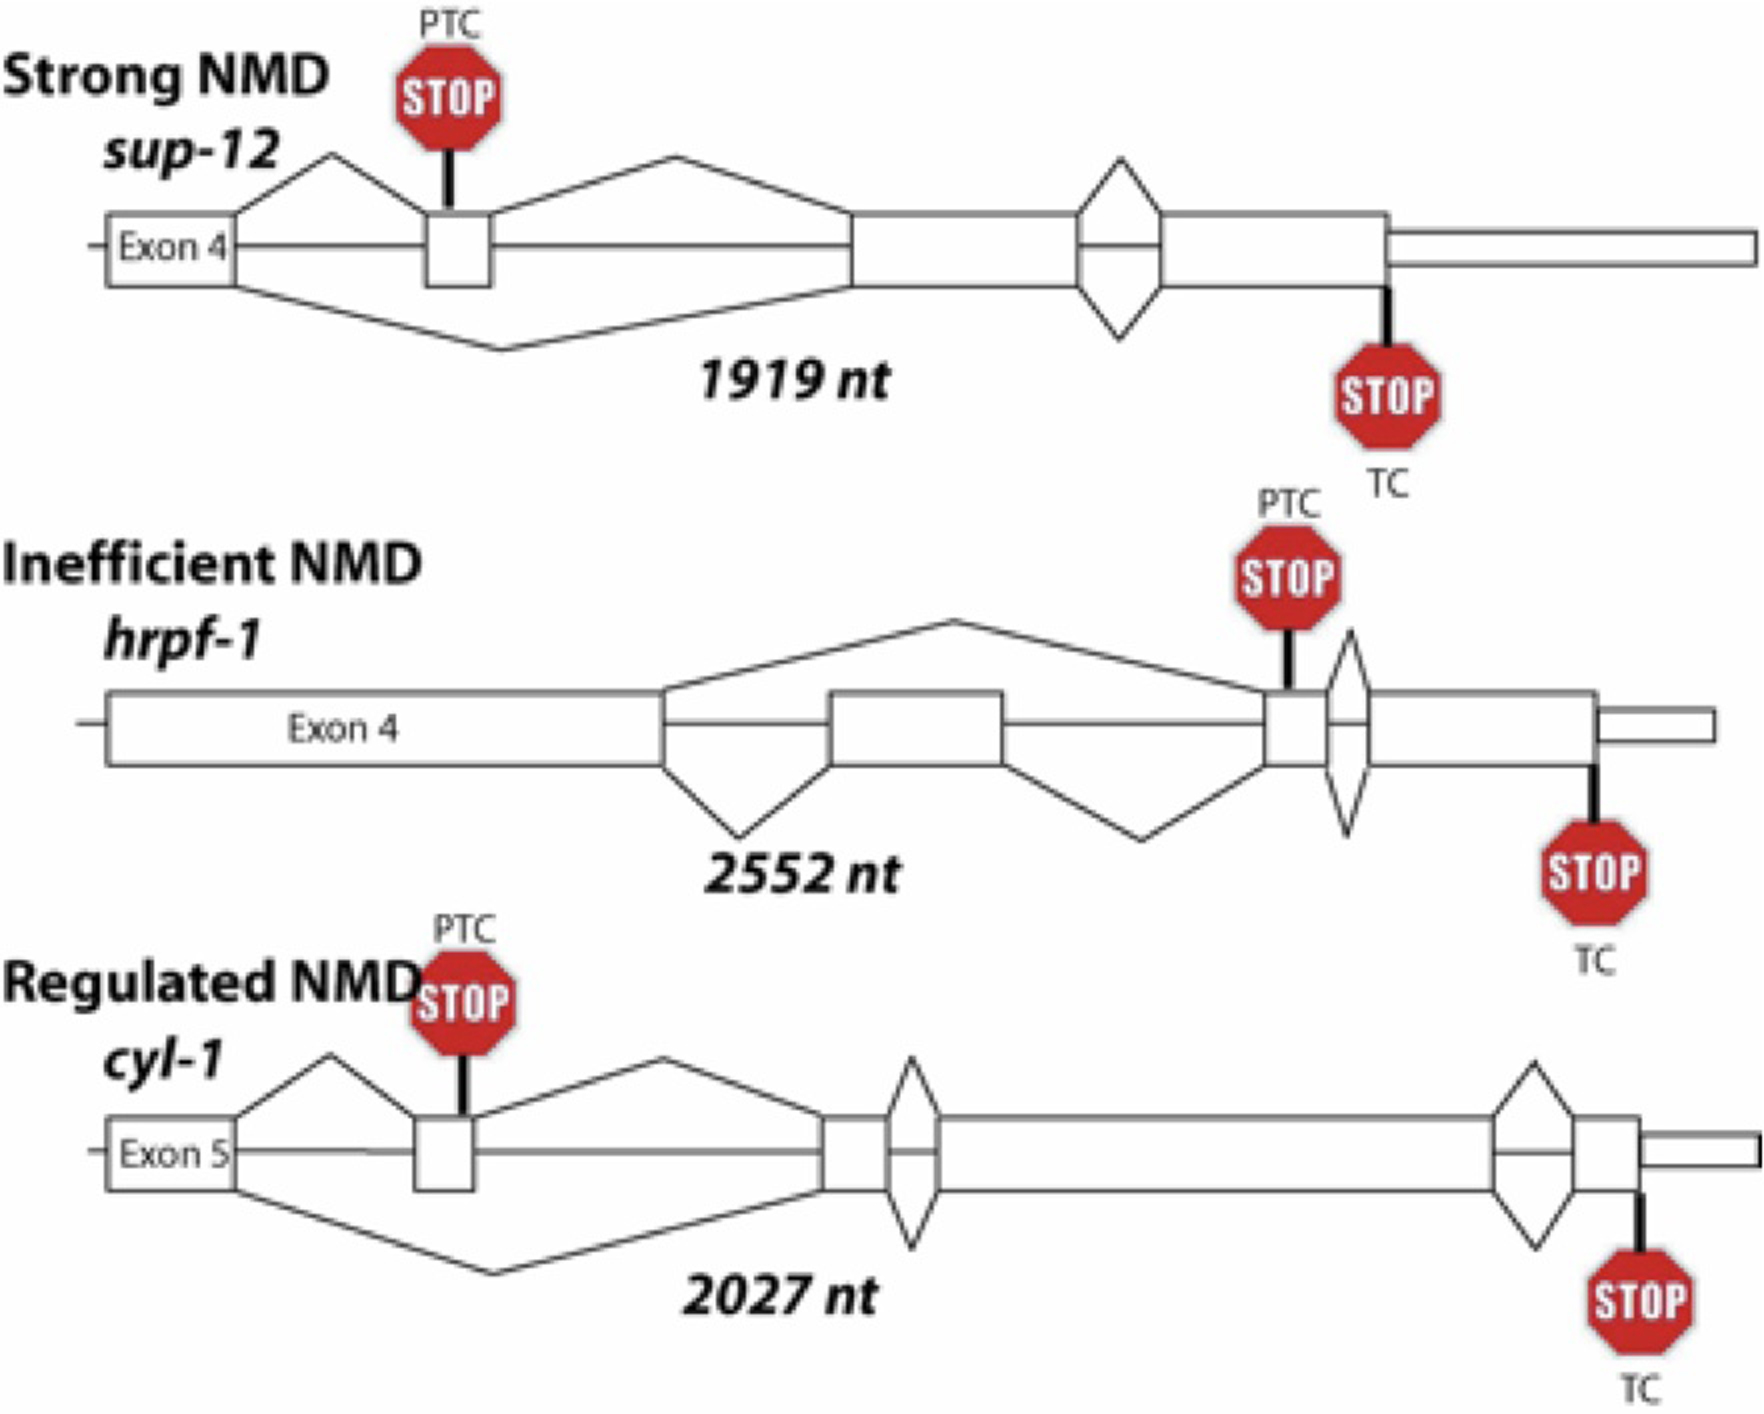 PTC
Strong NMD
STOP
sup-12
Exon 4
1919 nt
STOP
TC
PTC
Inefficient NMD
STOP
hrpf-1
Exon 4
2552 nt
STOP
TC
PTC
Regulated NMD
STOP
cyl-1
Exon 5
2027 nt
STOP
TC